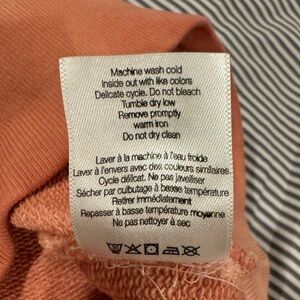 Machine wash cold
Inside out with like colors
Delicate cycle. Do not bleach
Tumble dry low
Remove promptly
warm iron
Do not dry clean
Laver à la machine à l'eau froide
Laver à l'envers avec des couleurs similaires
Cycle délicat. Ne pas javelliser
Sécher par culbutage à basse température
Retirer immédiatement
Repasser à basse température moyenne
Ne pas nettoyer à sec